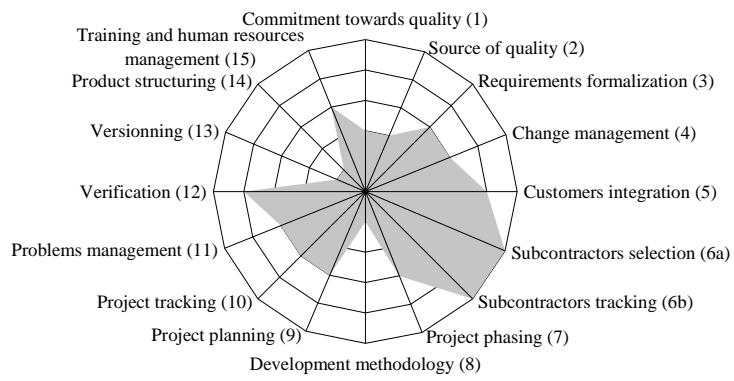 Commitment towards quality (1)
Source of quality (2)
Requirements formalization (3)
Change management (4)
Customers integration (5)
Subcontractors selection (6a)
Subcontractors tracking (6b)
Project phasing (7)
Development methodology (8)
Project planning (9)
Project tracking (10)
Problems management (11)
Verification (12)
Versionning (13)
Product structuring (14)
Training and human resources
management (15)